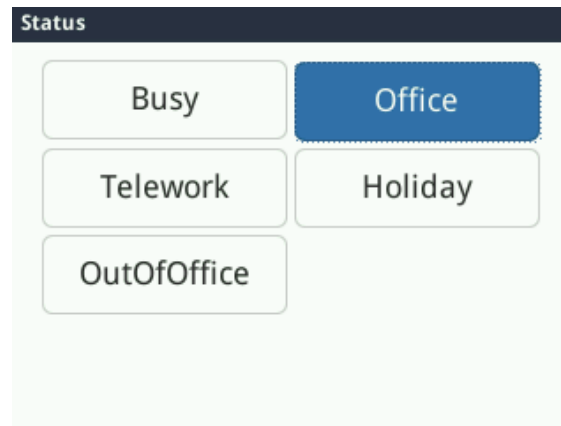 Status
Busy
Office
Telework
Holiday
OutOfOffice